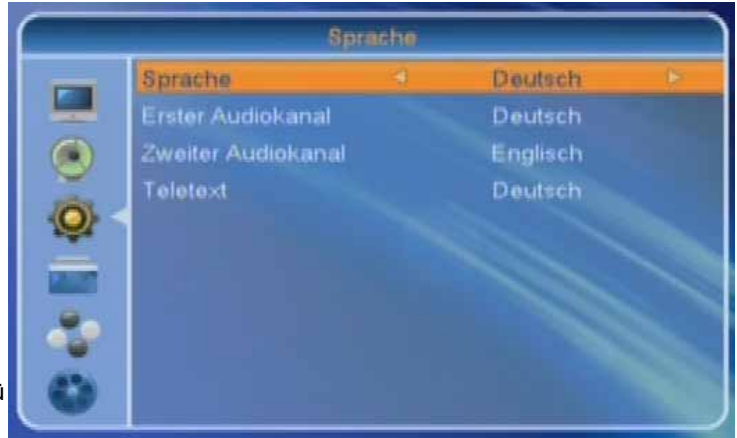 Sprache
Sprache Deutsch
Erster Audiokanal Deutsch
Zweiter Audiokanal Englisch
Teletext Deutsch